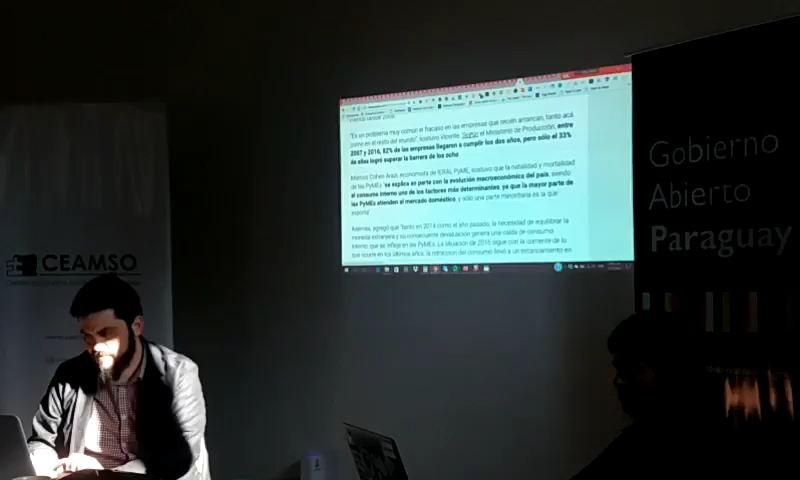 "Es un problema muy común el fracaso en las empresas que recién arrancan, tanto acá
como en el resto del mundo", sostuvo Vicente. Según el Ministerio de Producción, entre
2007 y 2016, 82% de las empresas llegaron a cumplir los dos años, pero sólo el 33%
de ellas logró superar la barrera de los ocho
Marcos Cohen Arazi, economista de IERAL PyME, sostuvo que la natalidad y mortalidad
de las PyMEs "se explica en parte con la evolución macroeconómica del país, siendo
el consumo interno uno de los factores más determinantes, ya que la mayor parte de
las PyMEs atienden al mercado doméstico, y sólo una parte minoritaria es la que
exporta"
Además, agregó que "tanto en 2014 como el año pasado, la necesidad de equilibrar la
moneda extranjera y su consecuente devaluación genera una caída de consumo
interno, que se refleja en las PyMEs. La situación de 2016 sigue con la corriente de lo
que ocurre en los últimos años, la retracción del consumo llevó a un estancamiento en
Gobierno
Abierto
Paraguay
CEAMSO